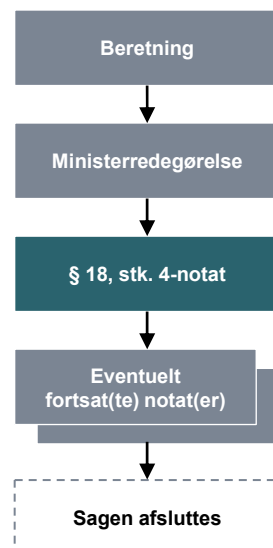 Beretning
Ministerredegørelse
§ 18, stk. 4-notat
Eventuelt
fortsat(te) notat(er)
Sagen afsluttes